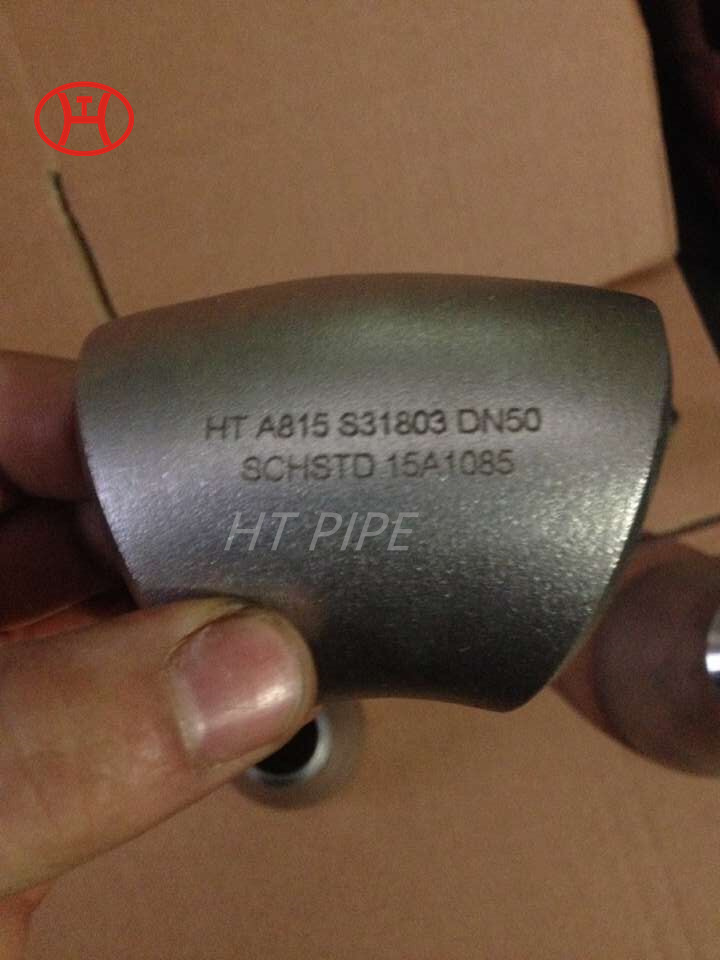 HT A815 S31803 DN50
SCHSTD 15A1085
HT PIPE